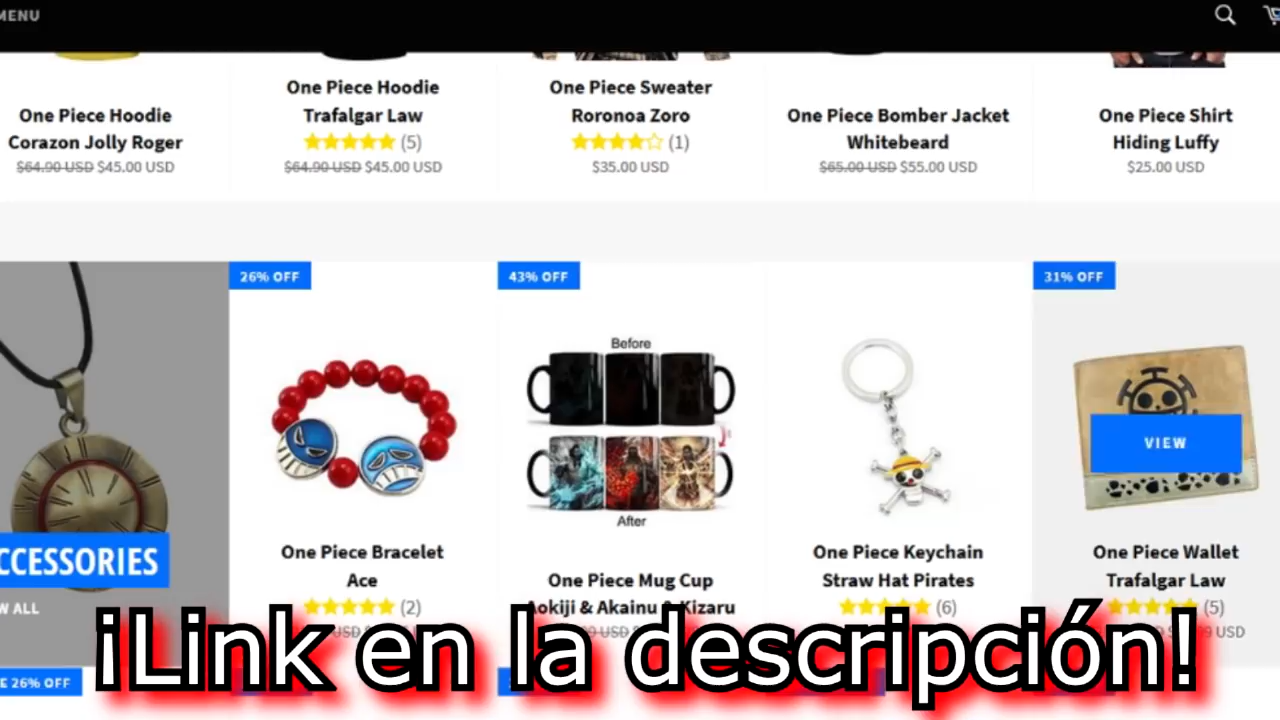 MENU
One Piece Hoodie
Corazon Jolly Roger
$64.90 USD $45.00 USD
One Piece Hoodie
Trafalgar Law
(5)
$64.90 USD $45.00 USD
One Piece Sweater
Roronoa Zoro
(1)
$35.00 USD
One Piece Bomber Jacket
Whitebeard
$65.00 USD $55.00 USD
One Piece Shirt
Hiding Luffy
$25.00 USD
CCESSORIES
W ALL
26% OFF
One Piece Bracelet
Ace
(2)
43% OFF
Before
After
One Piece Mug Cup
Aokiji & Akainu & Kizaru
One Piece Keychain
Straw Hat Pirates
(6)
31% OFF
VIEW
One Piece Wallet
Trafalgar Law
(5)
USD
E 26% OFF
¡Link en la descripción!